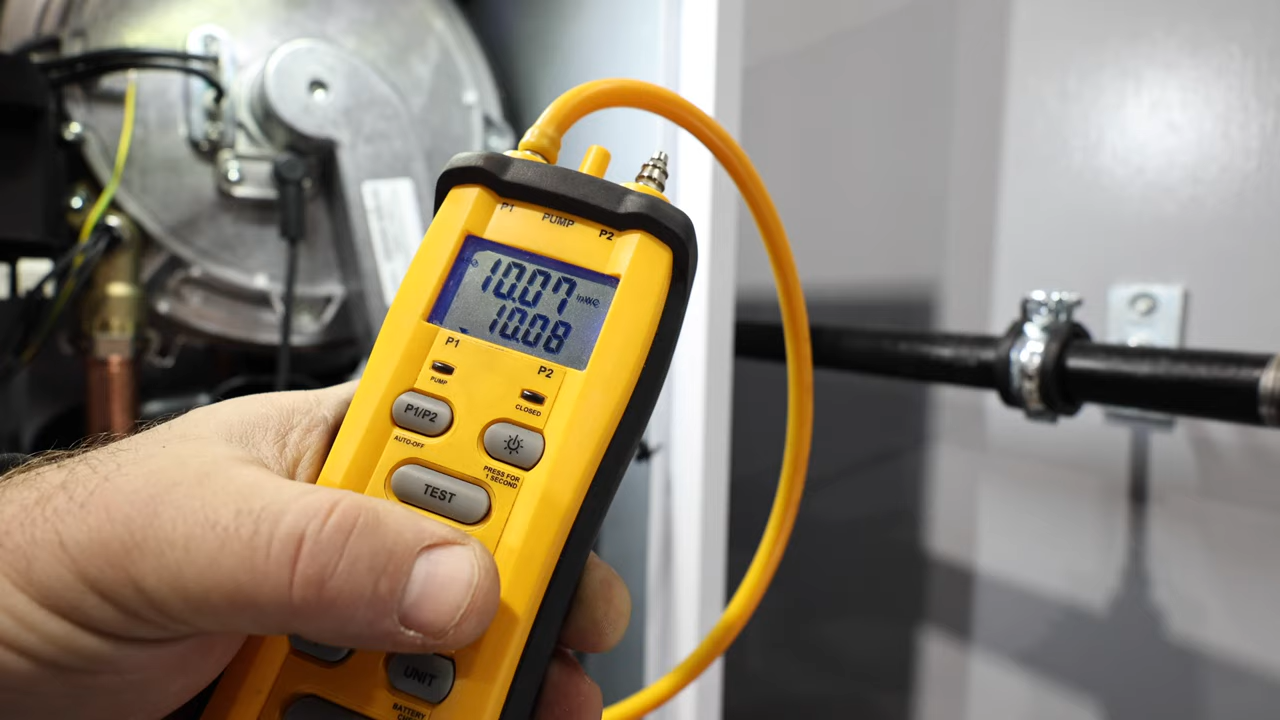 P1 PUMP P2
10.07 inWC
10.08
P1
P2
PUMP
CLOSED
P1/P2
AUTO-OFF
PRESS FOR
1 SECOND
TEST
UNIT
BATTERY